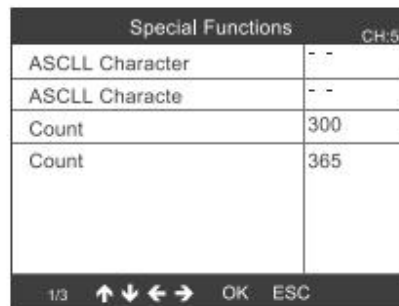 Special Functions CH:5
ASCLL Character - -
ASCLL Characte - -
Count 300
Count 365
1/3 ↑ ↓ ← → OK ESC